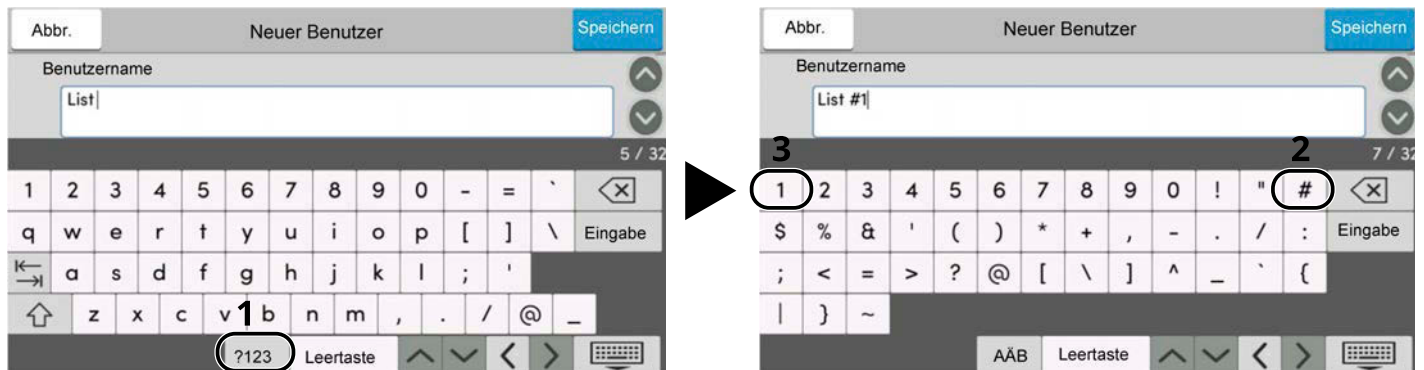 Abbr. Neuer Benutzer Speichern
Benutzername
List
5 / 32
1 2 3 4 5 6 7 8 9 0 - = `
q w e r t y u i o p [ ] \ Eingabe
a s d f g h j k l ; '
1
z x c v b n m , . / @ _
?123 Leertaste
Abbr. Neuer Benutzer Speichern
Benutzername
List #1
3 2 7 / 32
1 2 3 4 5 6 7 8 9 0 ! " #
$ % & ' ( ) * + , - . / : Eingabe
; < = > ? @ [ \ ] ^ _ ` {
| } ~
AÄB Leertaste